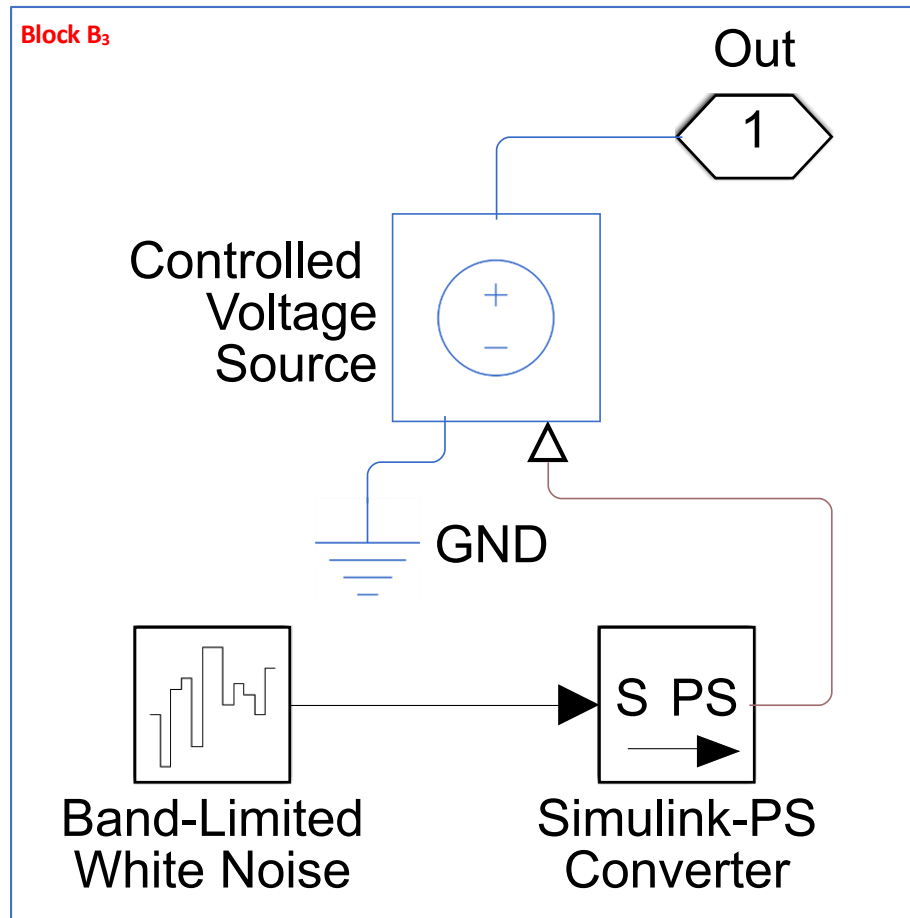 Block B₃
Out
1
Controlled
Voltage
Source
+
−
GND
S PS
Band-Limited
White Noise
Simulink-PS
Converter